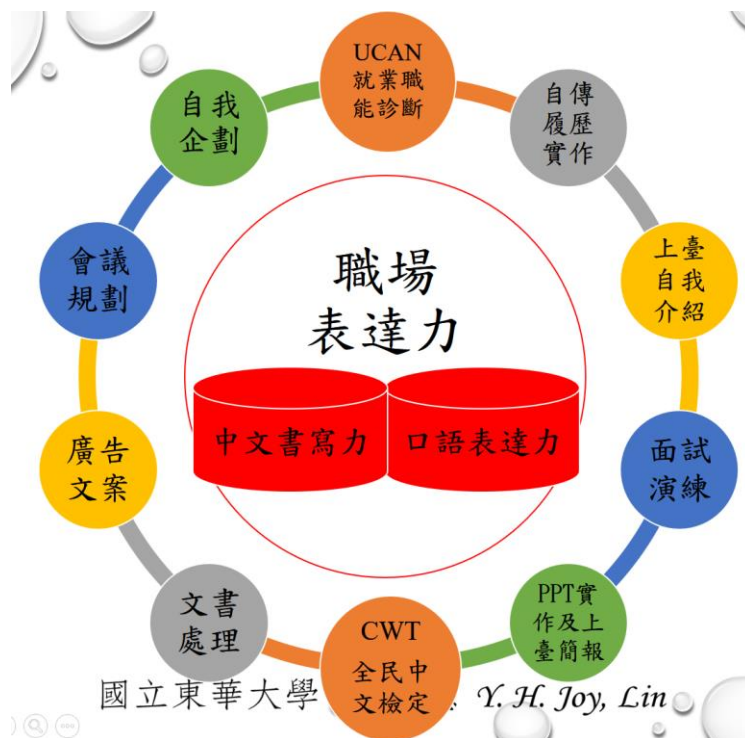 UCAN
就業職
能診斷
自傳
履歷
實作
上臺
自我
介紹
面試
演練
PPT實
作及上
臺簡報
CWT
全民中
文檢定
文書
處理
廣告
文案
會議
規劃
自我
企劃
職場
表達力
中文書寫力
口語表達力
國立東華大學
Y. H. Joy, Lin